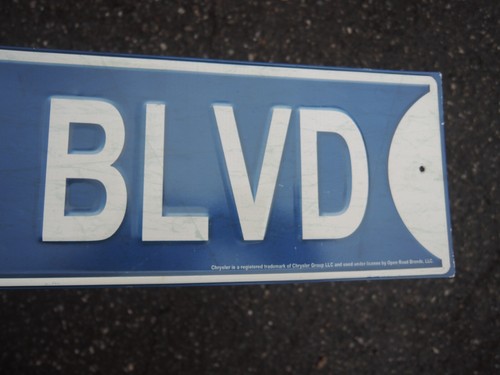 BLVD
Chrysler is a registered trademark of Chrysler Group LLC and used under license by Open Road Brands, LLC.